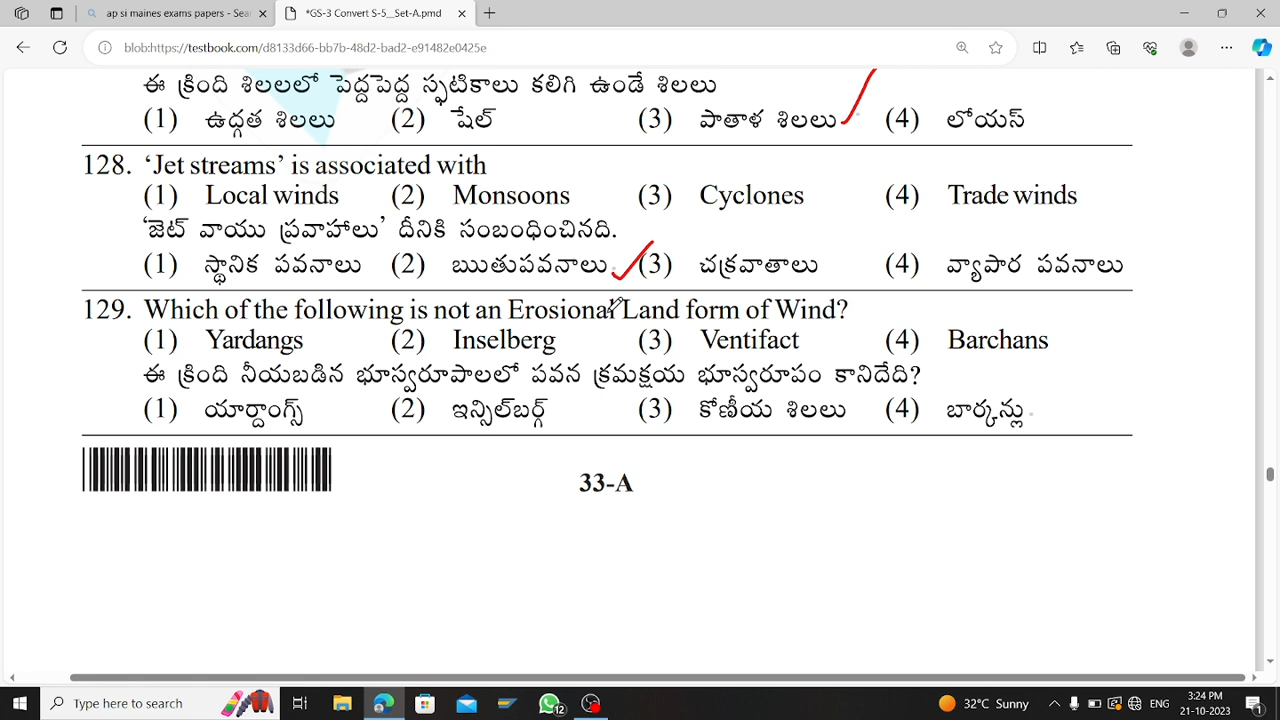 ap si maines exams papers - Sea
*GS-3 Convert S-5__Set-A.pmd
blob:https://testbook.com/d8133d66-bb7b-48d2-bad2-e91482e0425e
ఈ క్రింది శిలలలో పెద్దపెద్ద స్ఫటికాలు కలిగి ఉండే శిలలు
(1) ఉద్గత శిలలు (2) షేల్ (3) పాతాళ శిలలు (4) లోయస్
128. ‘Jet streams’ is associated with
(1) Local winds (2) Monsoons (3) Cyclones (4) Trade winds
‘జెట్ వాయు ప్రవాహాలు’ దీనికి సంబంధించినది.
(1) స్థానిక పవనాలు (2) ఋతుపవనాలు (3) చక్రవాతాలు (4) వ్యాపార పవనాలు
129. Which of the following is not an Erosional Land form of Wind?
(1) Yardangs (2) Inselberg (3) Ventifact (4) Barchans
ఈ క్రింది నీయబడిన భూస్వరూపాలలో పవన క్రమక్షయ భూస్వరూపం కానిదేది?
(1) యార్దాంగ్స్ (2) ఇన్సిల్‌బర్గ్ (3) కోణీయ శిలలు (4) బార్కన్లు
33-A
Type here to search
12
32°C Sunny
ENG
3:24 PM
21-10-2023
1